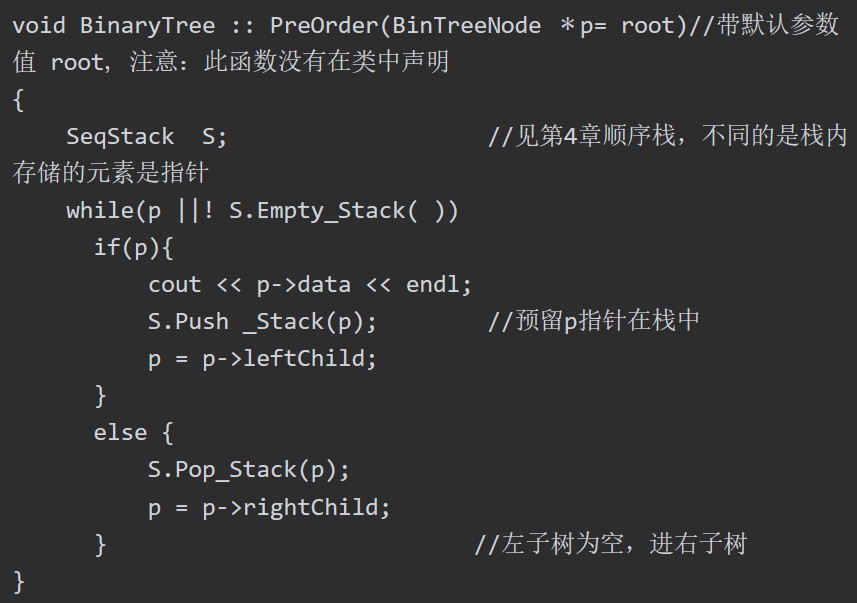 void BinaryTree :: PreOrder(BinTreeNode *p= root)//带默认参数
值 root, 注意: 此函数没有在类中声明
{
    SeqStack  S;                   //见第4章顺序栈，不同的是栈内
存储的元素是指针
    while(p ||! S.Empty_Stack( ))
      if(p){
          cout << p->data << endl;
          S.Push _Stack(p);        //预留p指针在栈中
          p = p->leftChild;
      }
      else {
          S.Pop_Stack(p);
          p = p->rightChild;
      }                           //左子树为空，进右子树
}